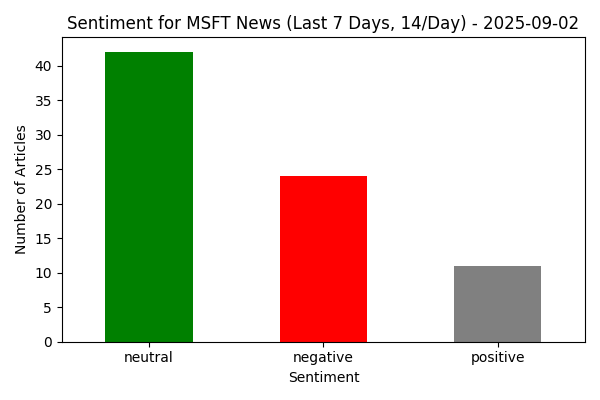 Sentiment for MSFT News (Last 7 Days, 14/Day) - 2025-09-02
Number of Articles
40
35
30
25
20
15
10
5
0
neutral negative positive
Sentiment